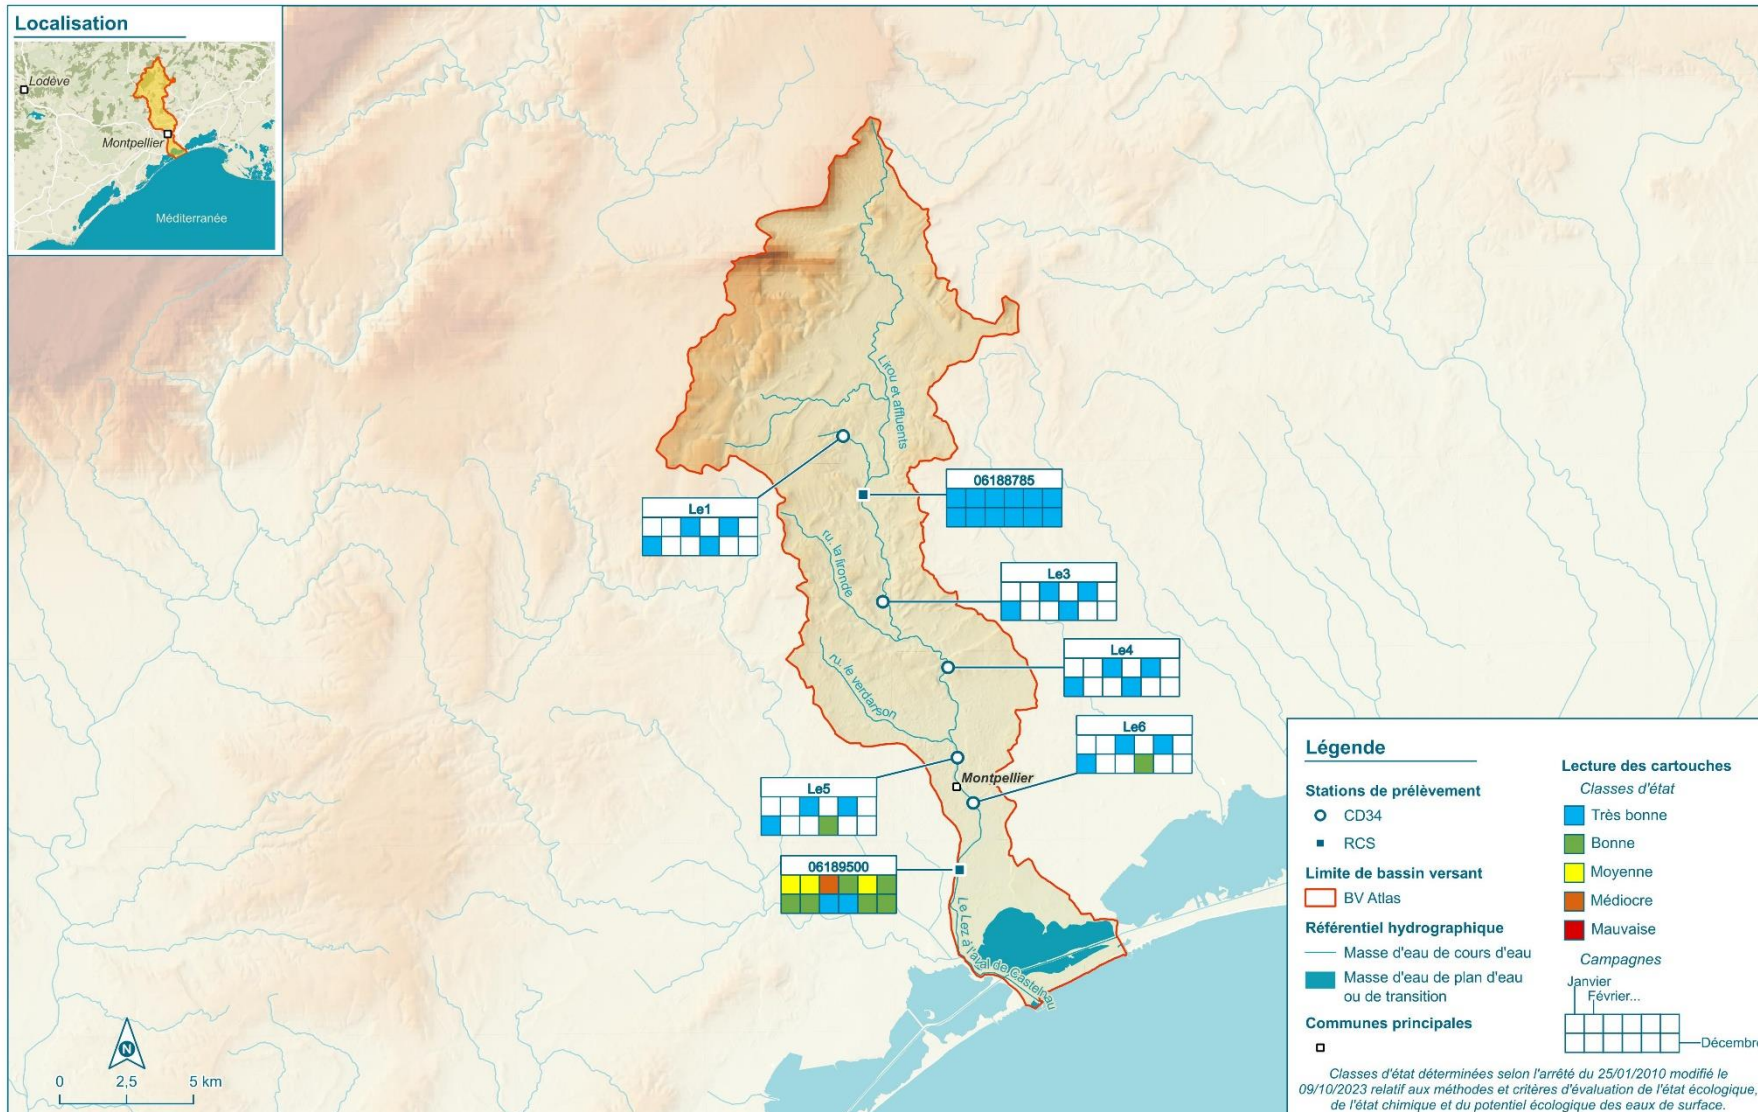 Localisation
Lodève
Montpellier
Méditerranée
Lirou et affluents
06188785
Le1
ru. la lironde
Le3
Le4
ru. le verdanson
Le6
Montpellier
Le5
06189500
Le Lez à l'aval de Castelnau
N
0 2,5 5 km
Légende
Stations de prélèvement
CD34
RCS
Limite de bassin versant
BV Atlas
Référentiel hydrographique
Masse d'eau de cours d'eau
Masse d'eau de plan d'eau
ou de transition
Communes principales
Lecture des cartouches
Classes d'état
Très bonne
Bonne
Moyenne
Médiocre
Mauvaise
Campagnes
Janvier
Février...
Décembre
Classes d'état déterminées selon l'arrêté du 25/01/2010 modifié le
09/10/2023 relatif aux méthodes et critères d'évaluation de l'état écologique,
de l'état chimique et du potentiel écologique des eaux de surface.